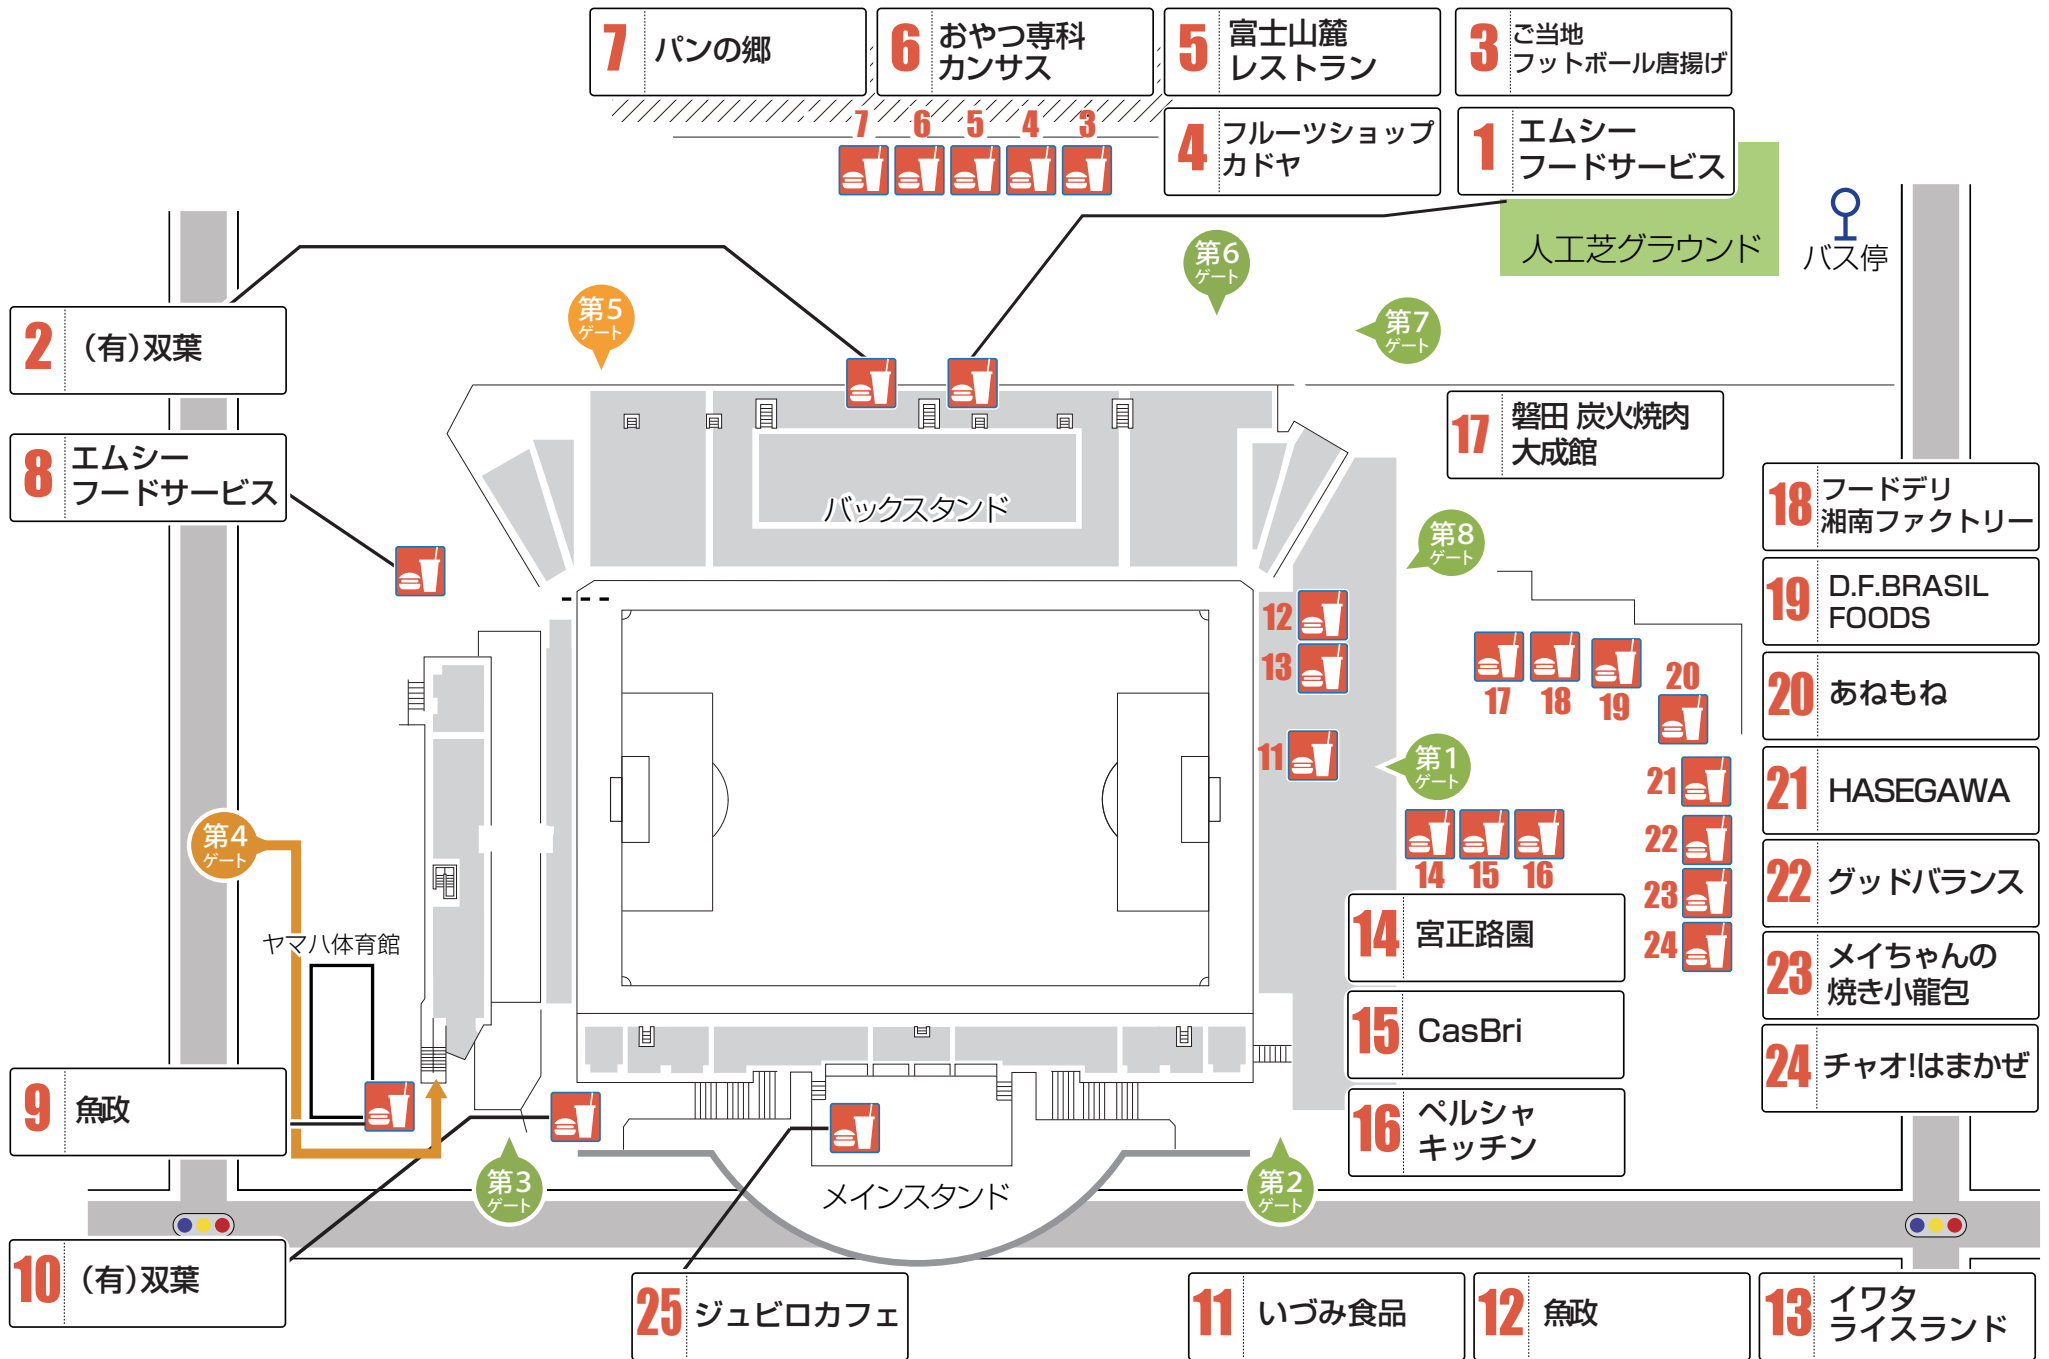 7 パンの郷
6 おやつ専科
カンサス
5 富士山麓
レストラン
3 ご当地
フットボール唐揚げ
4 フルーツショップ
カドヤ
1 エムシー
フードサービス
7 6 5 4 3
人工芝グラウンド
バス停
第6
ゲート
第5
ゲート
第7
ゲート
2 (有)双葉
8 エムシー
フードサービス
17 磐田 炭火焼肉
大成館
バックスタンド
第8
ゲート
18 フードデリ
湘南ファクトリー
19 D.F.BRASIL
FOODS
20 あねもね
21 HASEGAWA
22 グッドバランス
23 メイちゃんの
焼き小龍包
24 チャオ!はまかぜ
12
13
11
17 18 19 20
21
22
23
24
第1
ゲート
14 15 16
第4
ゲート
ヤマハ体育館
14 宮正路園
15 CasBri
16 ペルシャ
キッチン
9 魚政
第3
ゲート
メインスタンド
第2
ゲート
10 (有)双葉
25 ジュビロカフェ
11 いづみ食品
12 魚政
13 イワタ
ライスランド